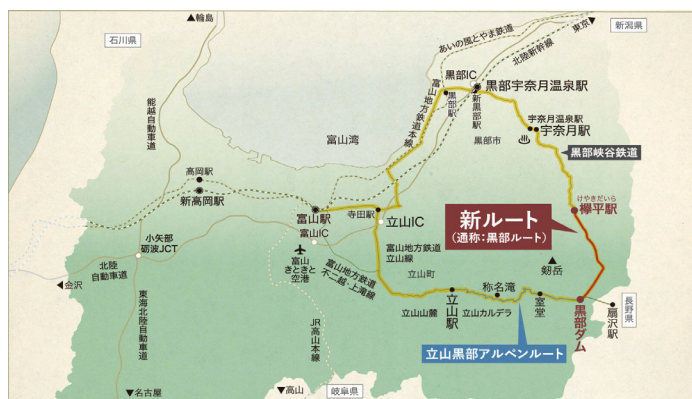 ▲輪島
石川県
あいの風とやま鉄道
北陸新幹線
東京▼
新潟県
能越自動車道
富山湾
黒部IC
黒部駅
新黒部駅
黒部宇奈月温泉駅
富山地方鉄道本線
宇奈月温泉駅
宇奈月駅
黒部市
黒部峡谷鉄道
高岡駅
新高岡駅
けやきだいら
欅平駅
富山駅
寺田駅
立山IC
富山IC
新ルート
(通称:黒部ルート)
小矢部
砺波JCT
北陸
自動車道
◀金沢
富山
きときと
空港
富山地方鉄道
不二越・上滝線
富山地方鉄道
立山線
立山町
▲
剱岳
称名滝
室堂
立山駅
立山山麓
立山カルデラ
黒部ダム
扇沢駅
長野県
立山黒部アルペンルート
東海北陸自動車道
JR高山本線
▼名古屋
▼高山
岐阜県